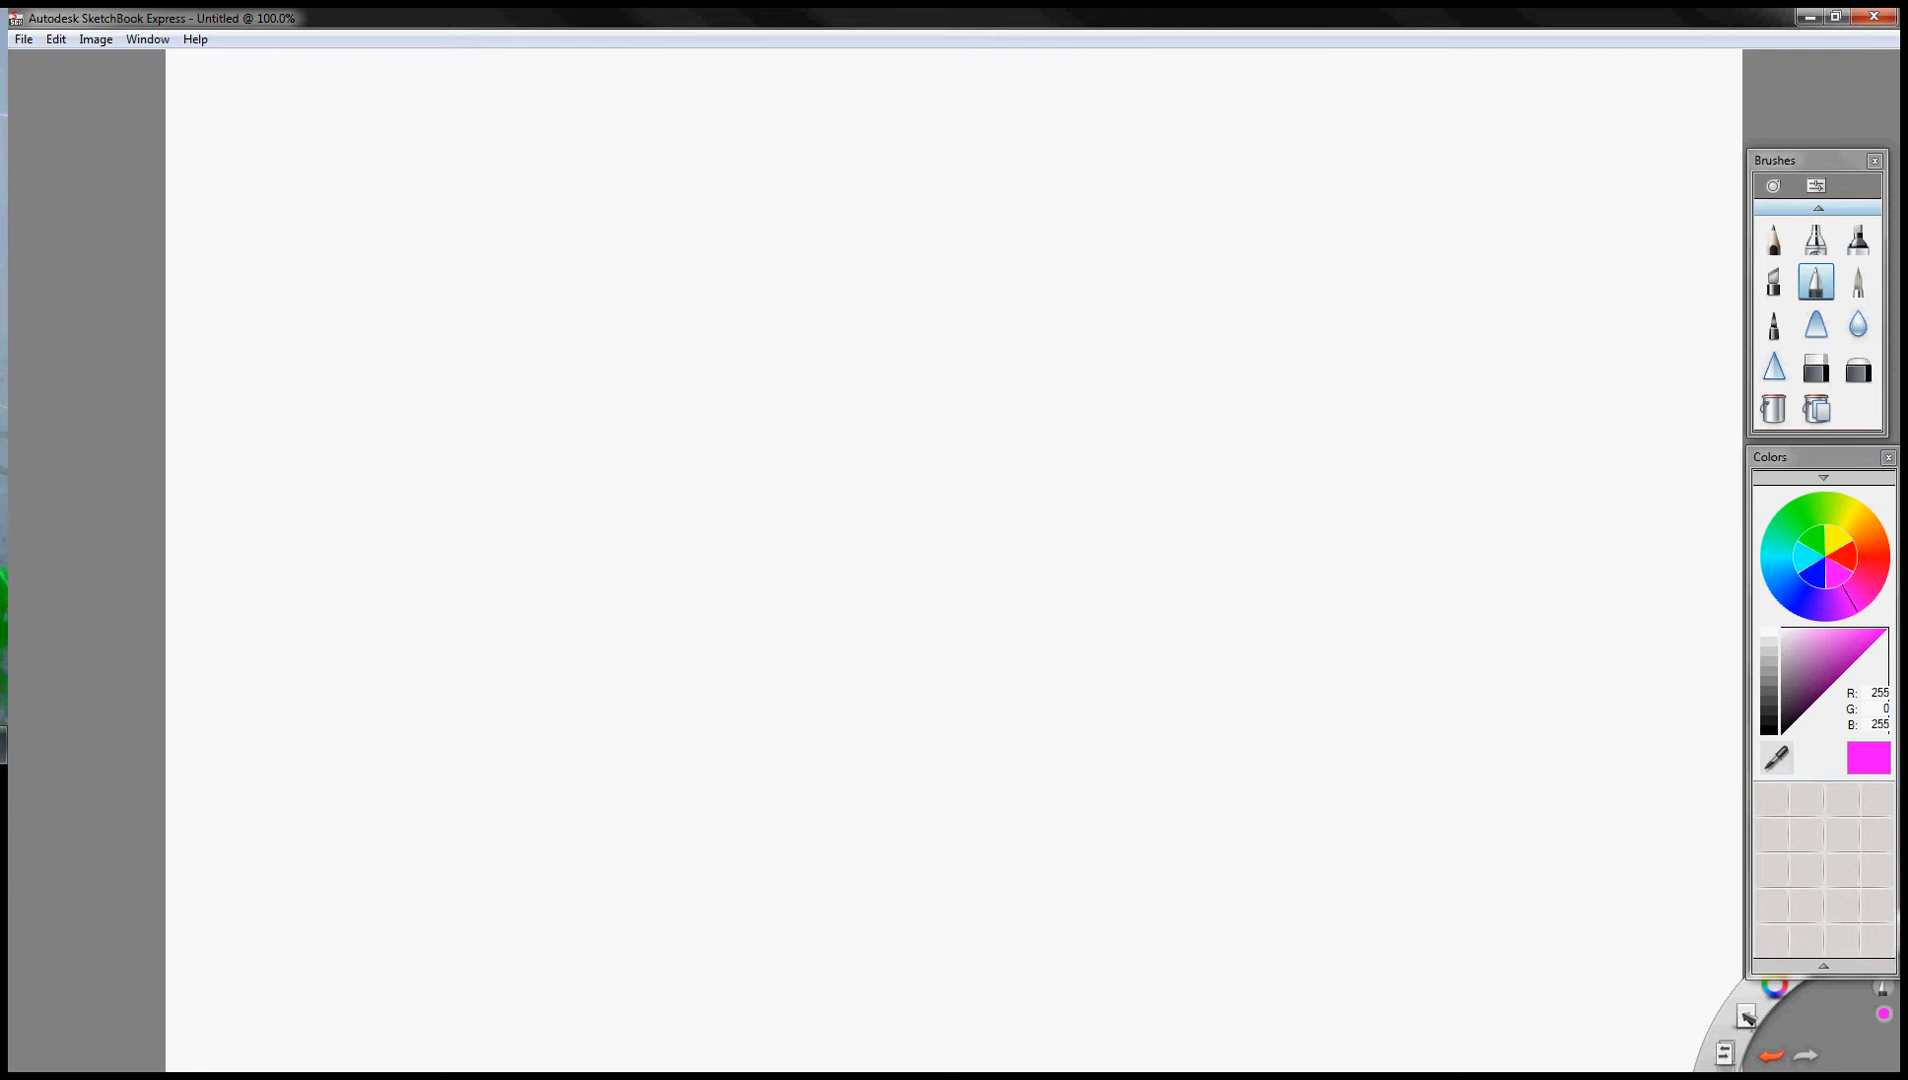 Autodesk SketchBook Express - Untitled @ 100.0%
File Edit Image Window Help
Brushes
Colors
R: 255
G: 0
B: 255